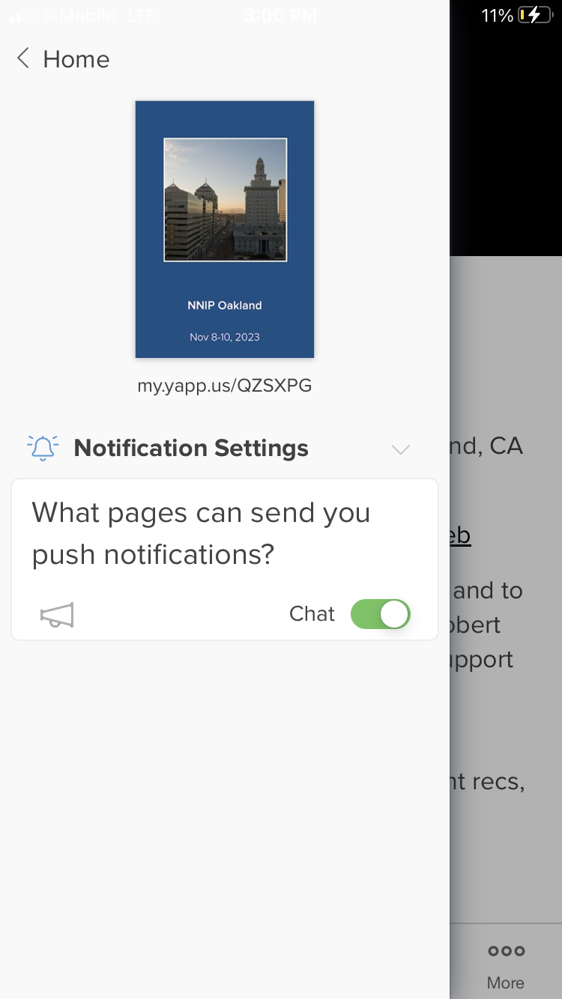 T-Mobile LTE 3:00 PM 11%
Home
NNIP Oakland
Nov 8-10, 2023
my.yapp.us/QZSXPG
Notification Settings
What pages can send you
push notifications?
Chat
nd, CA
eb
and to
obert
upport
nt recs,
More